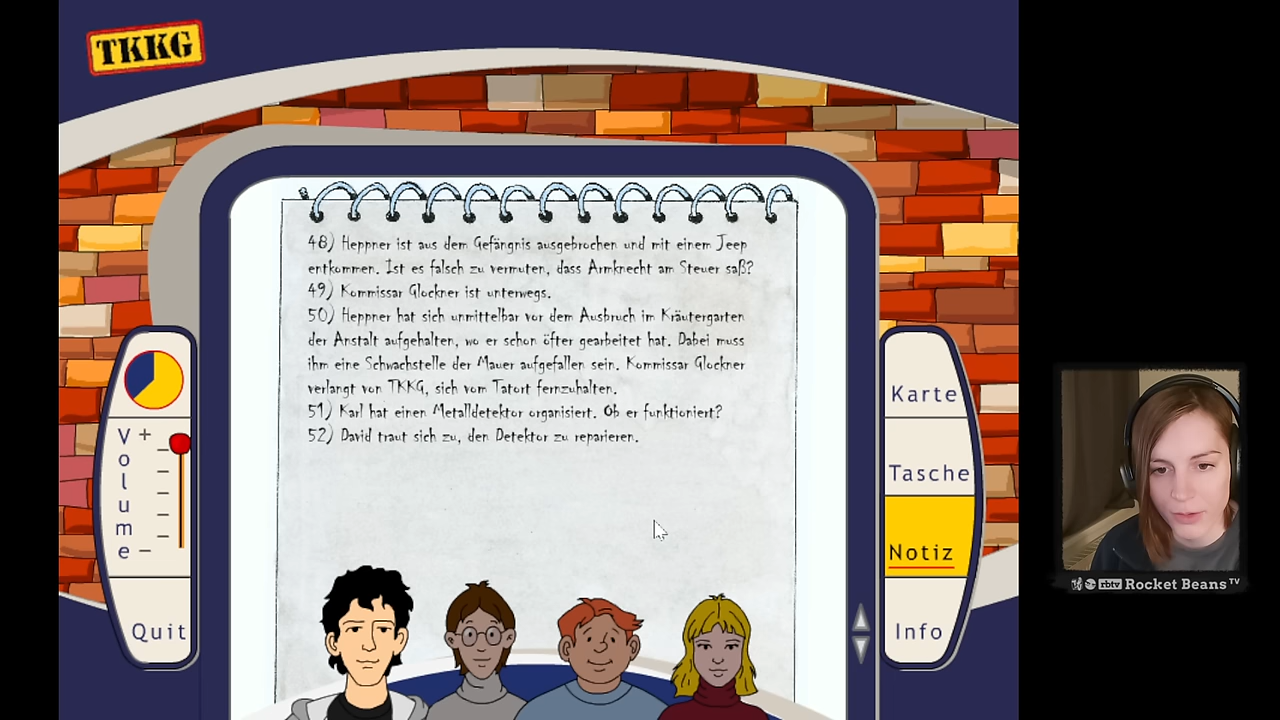 TKKG
48) Heppner ist aus dem Gefängnis ausgebrochen und mit einem Jeep
entkommen. Ist es falsch zu vermuten, dass Armknecht am Steuer saß?
49) Kommissar Glockner ist unterwegs.
50) Heppner hat sich unmittelbar vor dem Ausbruch im Kräutergarten
der Anstalt aufgehalten, wo er schon öfter gearbeitet hat. Dabei muss
ihm eine Schwachstelle der Mauer aufgefallen sein. Kommissar Glockner
verlangt von TKKG, sich vom Tatort fernzuhalten.
51) Karl hat einen Metalldetektor organisiert. Ob er funktioniert?
52) David traut sich zu, den Detektor zu reparieren.
Volume
+
−
Quit
Karte
Tasche
Notiz
Info
rbtv Rocket Beans TV